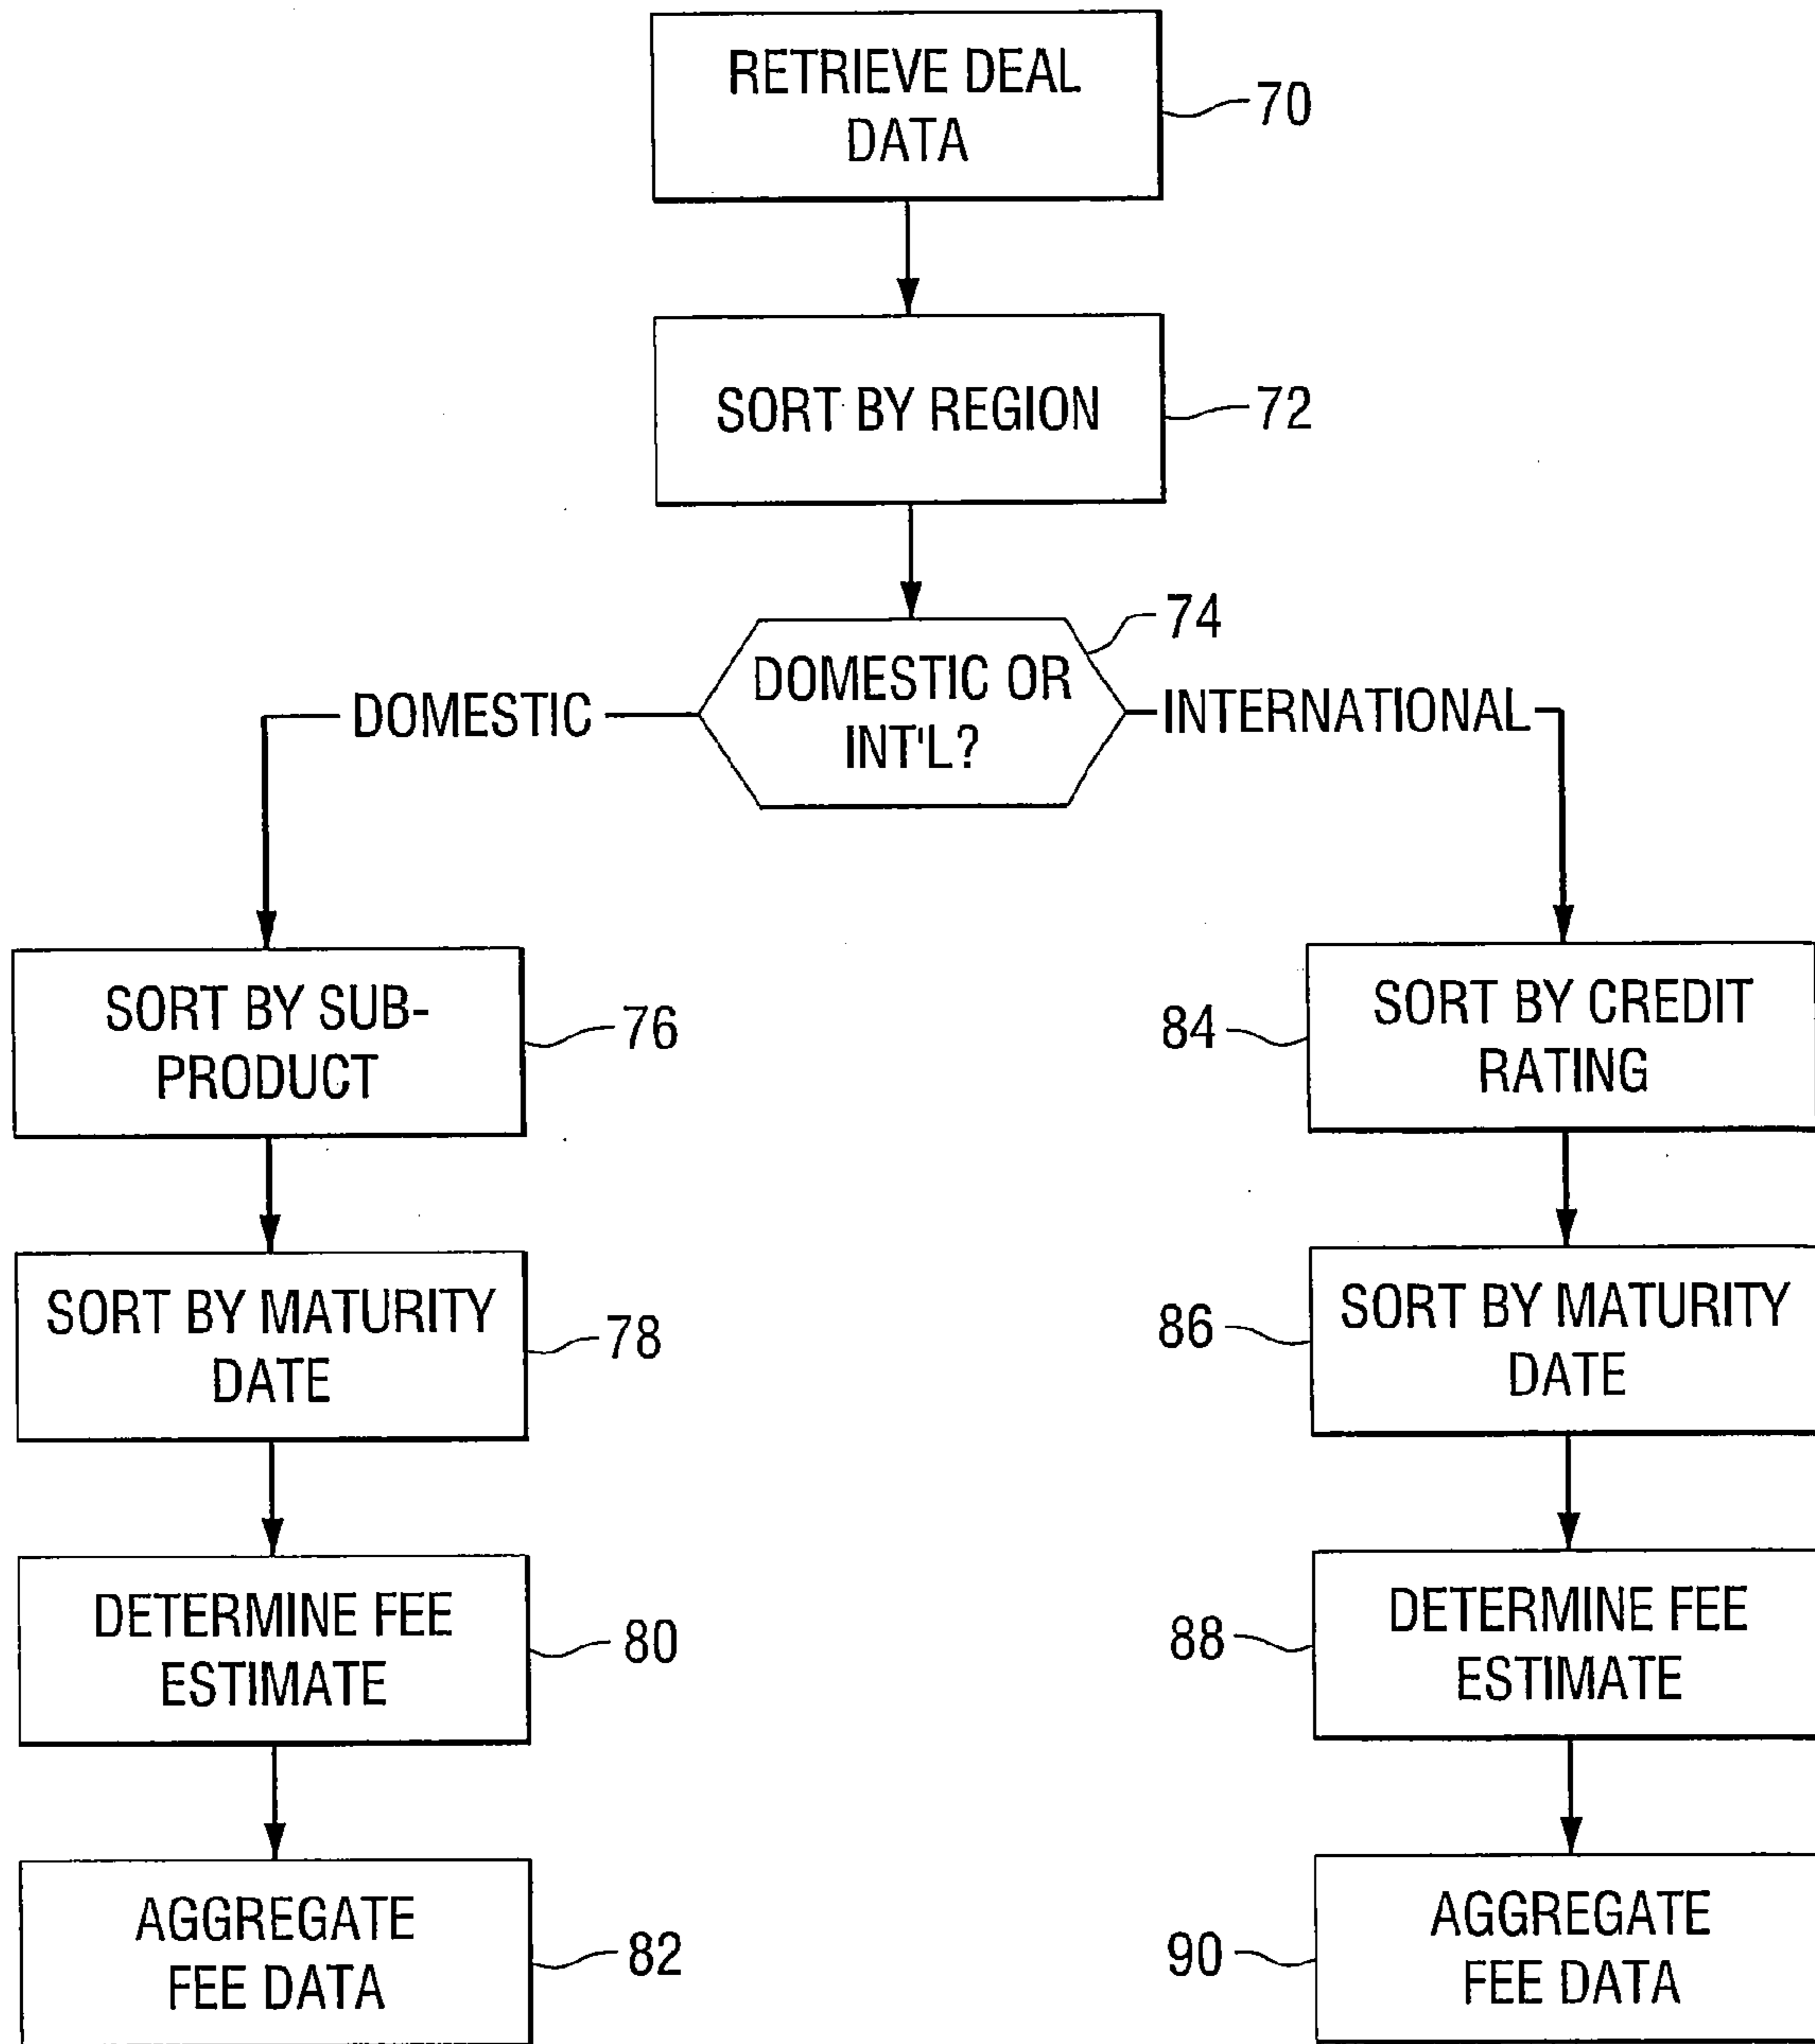 RETRIEVE DEAL
DATA
70
SORT BY REGION
72
74
DOMESTIC OR
INT'L?
DOMESTIC
INTERNATIONAL
SORT BY SUB-
PRODUCT
76
SORT BY MATURITY
DATE
78
DETERMINE FEE
ESTIMATE
80
AGGREGATE
FEE DATA
82
84
SORT BY CREDIT
RATING
86
SORT BY MATURITY
DATE
88
DETERMINE FEE
ESTIMATE
90
AGGREGATE
FEE DATA